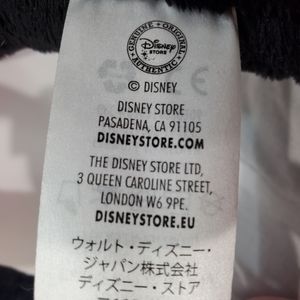 GENUINE • ORIGINAL
Disney
STORE
AUTHENTIC
© DISNEY
DISNEY STORE
PASADENA, CA 91105
DISNEYSTORE.COM
THE DISNEY STORE LTD,
3 QUEEN CAROLINE STREET,
LONDON W6 9PE.
DISNEYSTORE.EU
ウォルト・ディズニー・
ジャパン株式会社
ディズニー・ストア